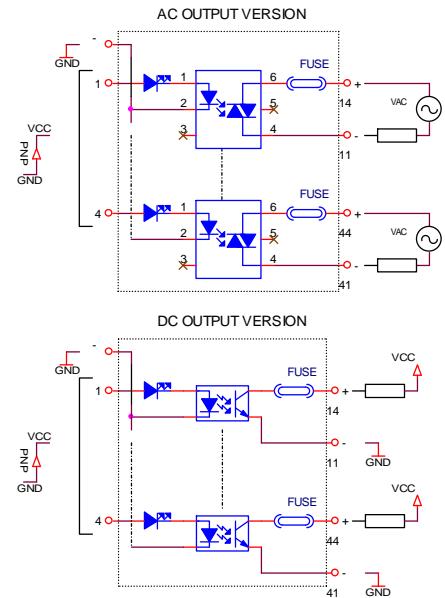 AC OUTPUT VERSION
-
GND
FUSE
1 1 6 +
2 5 14 VAC
3 4 -
11
VCC
PNP
GND
FUSE
4 1 6 +
2 5 44 VAC
3 4 -
41
DC OUTPUT VERSION
-
GND
VCC
FUSE
1 +
14
-
11 GND
VCC
PNP
GND
VCC
FUSE
4 +
44
-
41 GND